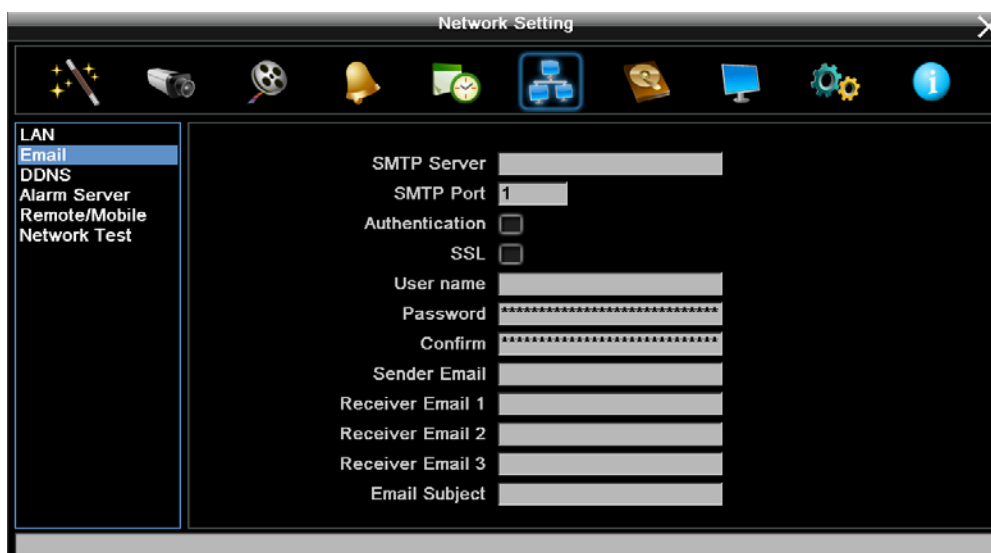 Network Setting
LAN
Email
DDNS
Alarm Server
Remote/Mobile
Network Test
SMTP Server
SMTP Port 1
Authentication
SSL
User name
Password *****************************
Confirm *****************************
Sender Email
Receiver Email 1
Receiver Email 2
Receiver Email 3
Email Subject